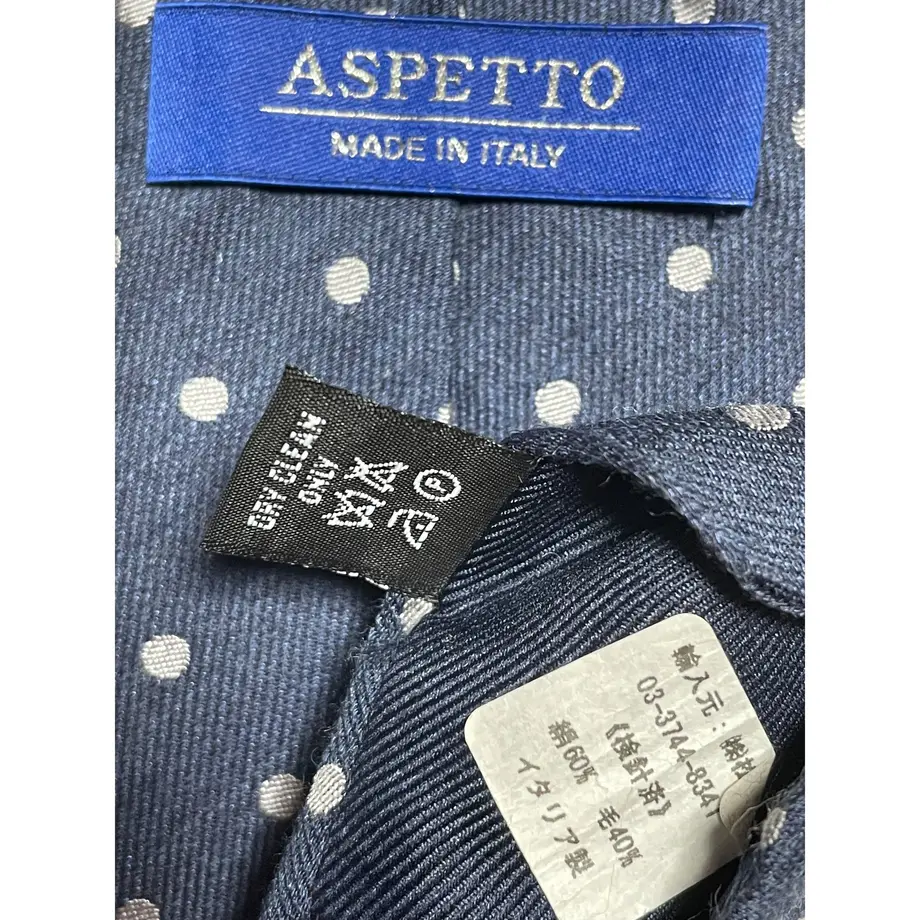 ASPETTO
MADE IN ITALY
DRY CLEAN
ONLY
P
輸入元:㈱
03-3744-8341
《検針済》
絹60% 毛40%
イタリア製